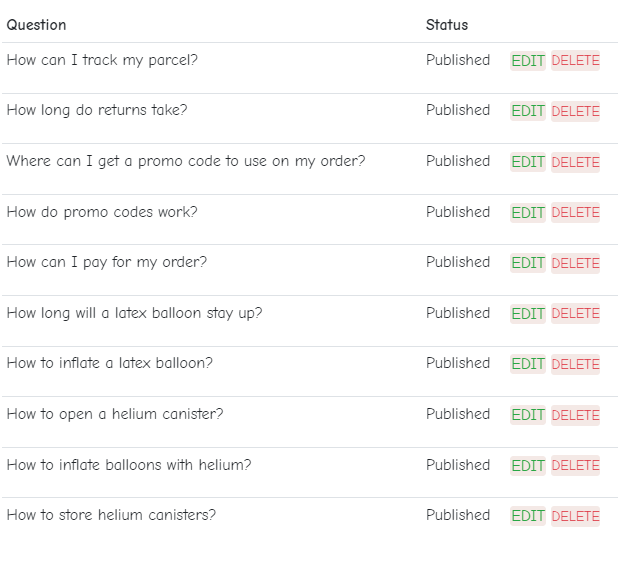 Question Status
How can I track my parcel? Published EDIT DELETE
How long do returns take? Published EDIT DELETE
Where can I get a promo code to use on my order? Published EDIT DELETE
How do promo codes work? Published EDIT DELETE
How can I pay for my order? Published EDIT DELETE
How long will a latex balloon stay up? Published EDIT DELETE
How to inflate a latex balloon? Published EDIT DELETE
How to open a helium canister? Published EDIT DELETE
How to inflate balloons with helium? Published EDIT DELETE
How to store helium canisters? Published EDIT DELETE